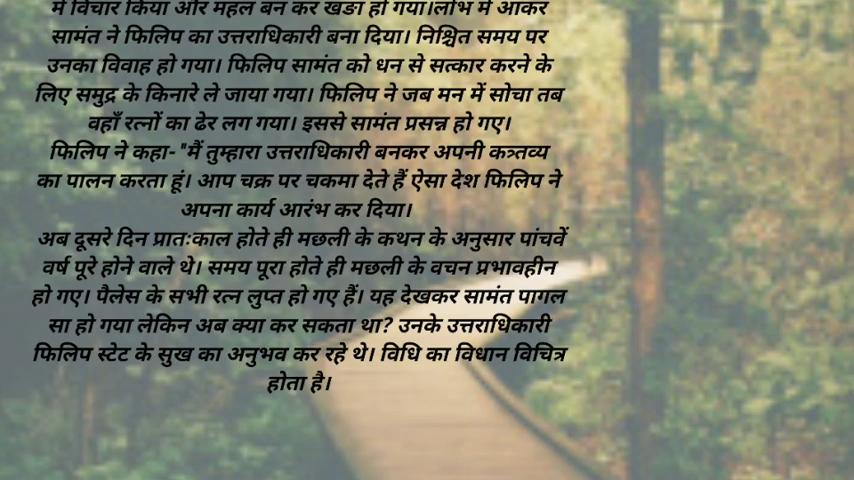 में विचार किया और महल बन कर खडा हो गया।लोभ में आकर
सामंत ने फिलिप का उत्तराधिकारी बना दिया। निश्चित समय पर
उनका विवाह हो गया। फिलिप सामंत को धन से सत्कार करने के
लिए समुद्र के किनारे ले जाया गया। फिलिप ने जब मन में सोचा तब
वहाँ रत्नों का ढेर लग गया। इससे सामंत प्रसन्न हो गए।
फिलिप ने कहा- "मैं तुम्हारा उत्तराधिकारी बनकर अपनी कत्र्तव्य
का पालन करता हूं। आप चक्र पर चकमा देते हैं ऐसा देश फिलिप ने
अपना कार्य आरंभ कर दिया।
अब दूसरे दिन प्रातःकाल होते ही मछली के कथन के अनुसार पांचवें
वर्ष पूरे होने वाले थे। समय पूरा होते ही मछली के वचन प्रभावहीन
हो गए। पैलेस के सभी रत्न लुप्त हो गए हैं। यह देखकर सामंत पागल
सा हो गया लेकिन अब क्या कर सकता था? उनके उत्तराधिकारी
फिलिप स्टेट के सुख का अनुभव कर रहे थे। विधि का विधान विचित्र
होता है।